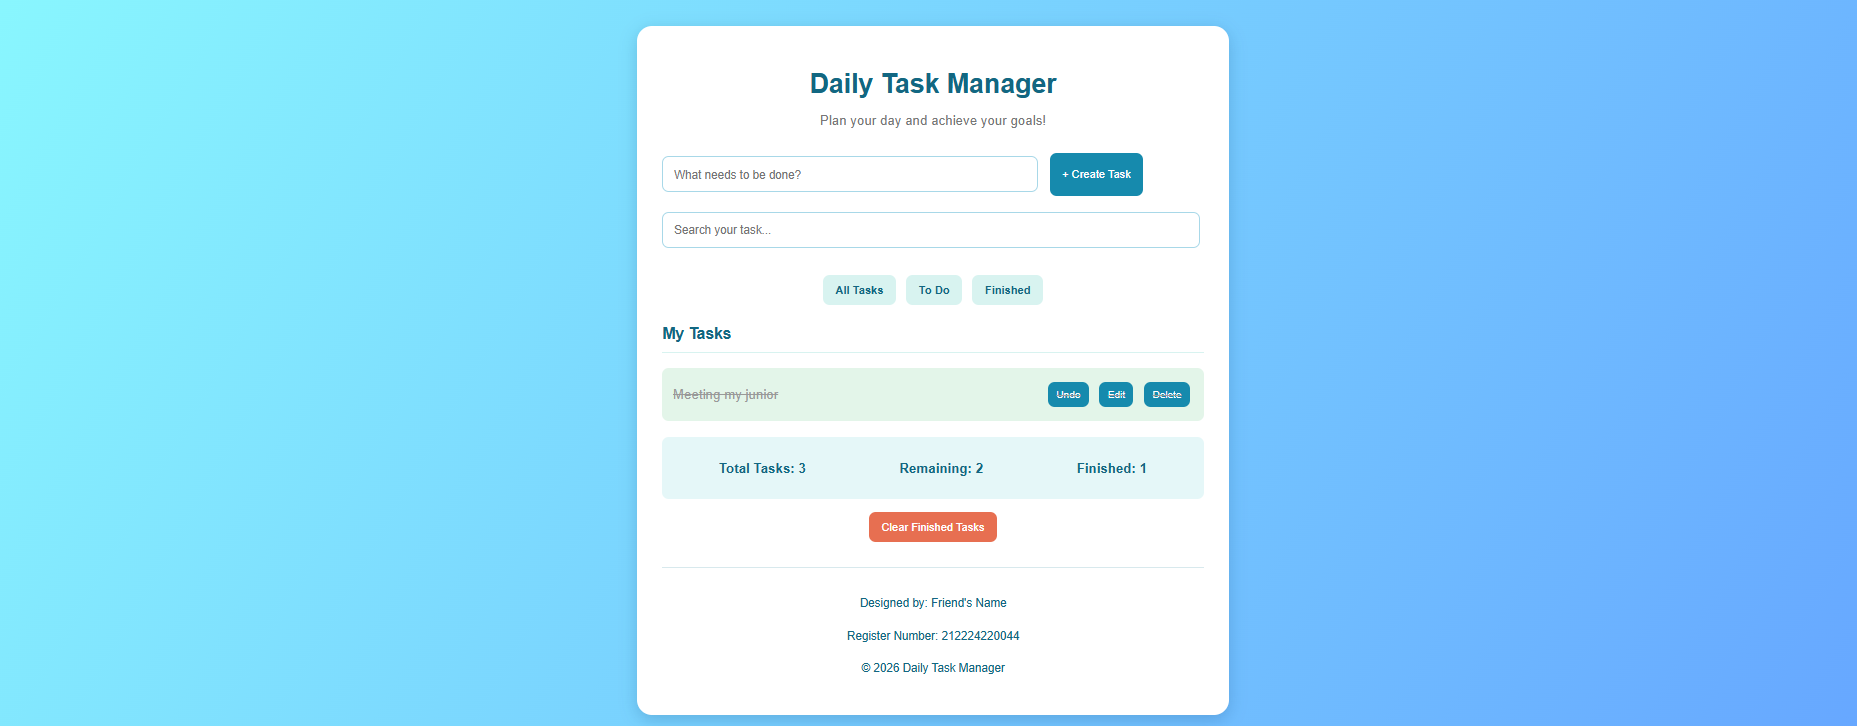 Daily Task Manager
Plan your day and achieve your goals!
What needs to be done?
+ Create Task
Search your task...
All Tasks To Do Finished
My Tasks
Meeting my junior Undo Edit Delete
Total Tasks: 3 Remaining: 2 Finished: 1
Clear Finished Tasks
Designed by: Friend's Name
Register Number: 212224220044
© 2026 Daily Task Manager